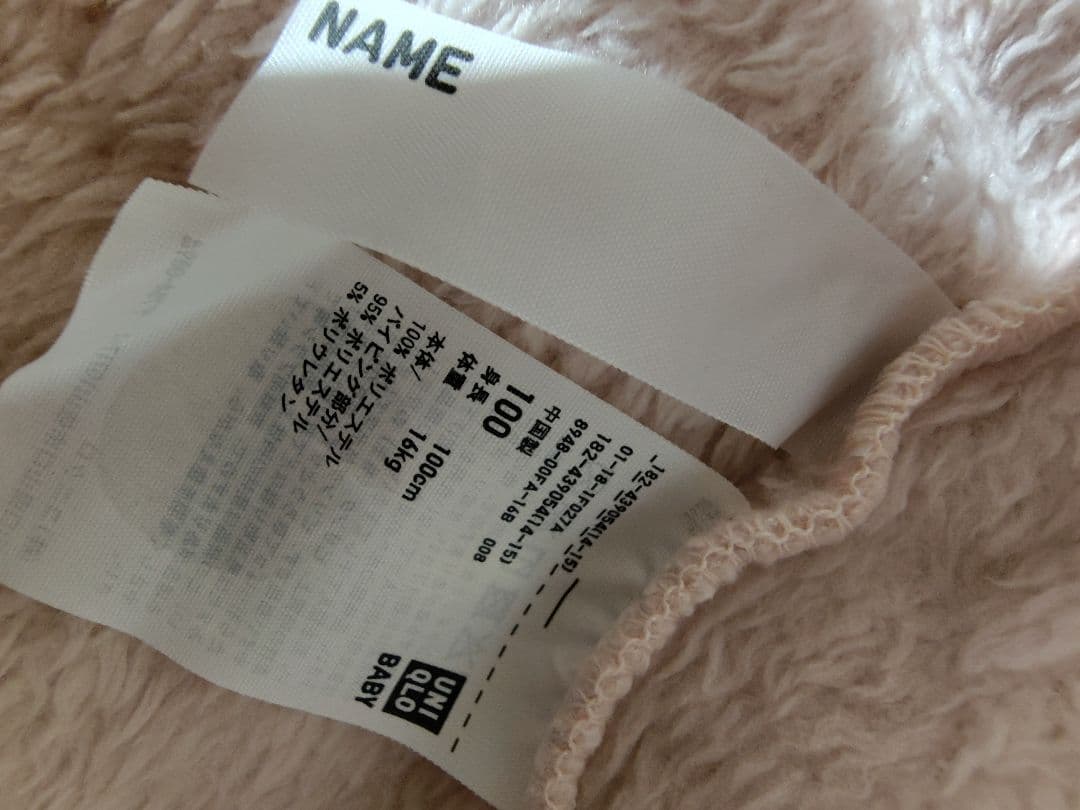 NAME
UNI
QLO
BABY
182-439054(14-15)
01-18-1F027A
182-439054(14-15)
8948-00FA-16B 008
中国製
100
身長 100cm
体重 16kg
本体/
100% ポリエステル
パイピング部分/
95% ポリエステル
5% ポリウレタン